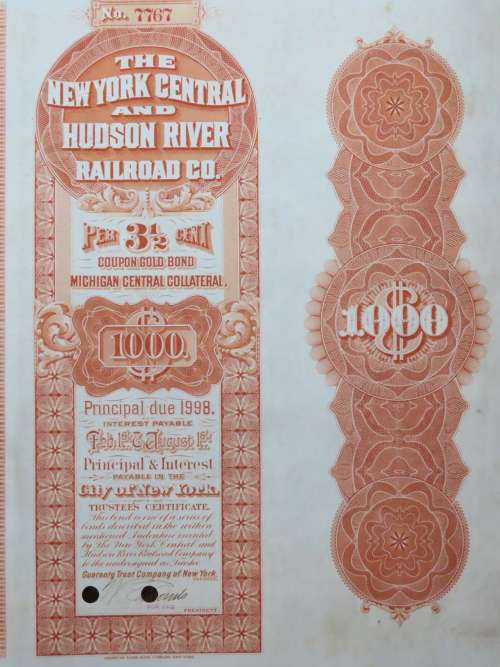 No. 7767
THE
NEW YORK CENTRAL
AND
HUDSON RIVER
RAILROAD CO.
PER 3½ CENT
COUPON GOLD BOND
MICHIGAN CENTRAL COLLATERAL.
$
1000.
Principal due 1998.
INTEREST PAYABLE
Feb. 1st & August 1st
Principal & Interest
PAYABLE IN THE
City of New York.
TRUSTEE'S CERTIFICATE.
This bond is one of a series of
bonds described in the within
mentioned Indenture executed
by The New York Central and
Hudson River Railroad Company
to the undersigned as Trustee
Guaranty Trust Company of New York,
TRUSTEE.
PRESIDENT.
$
1.000